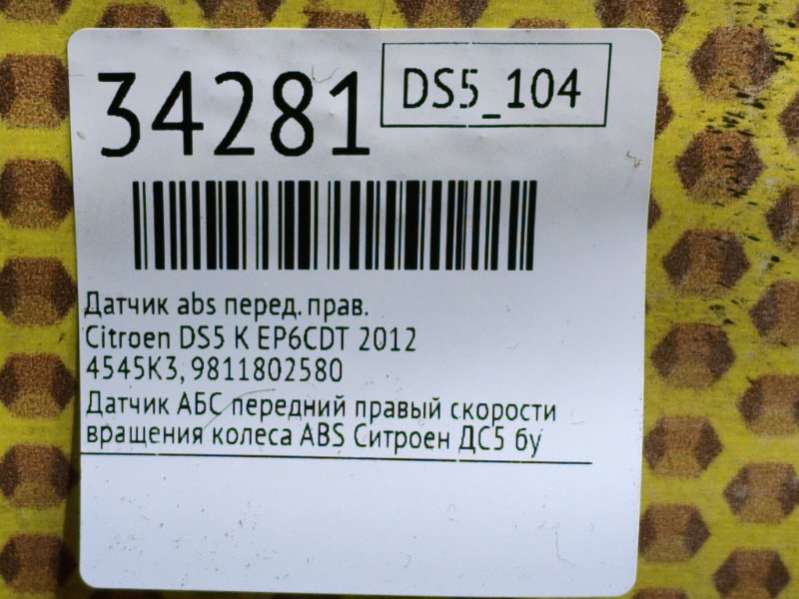 34281
DS5_104
Датчик abs перед. прав.
Citroen DS5 K EP6CDT 2012
4545K3, 9811802580
Датчик АБС передний правый скорости
вращения колеса ABS Ситроен ДС5 бу